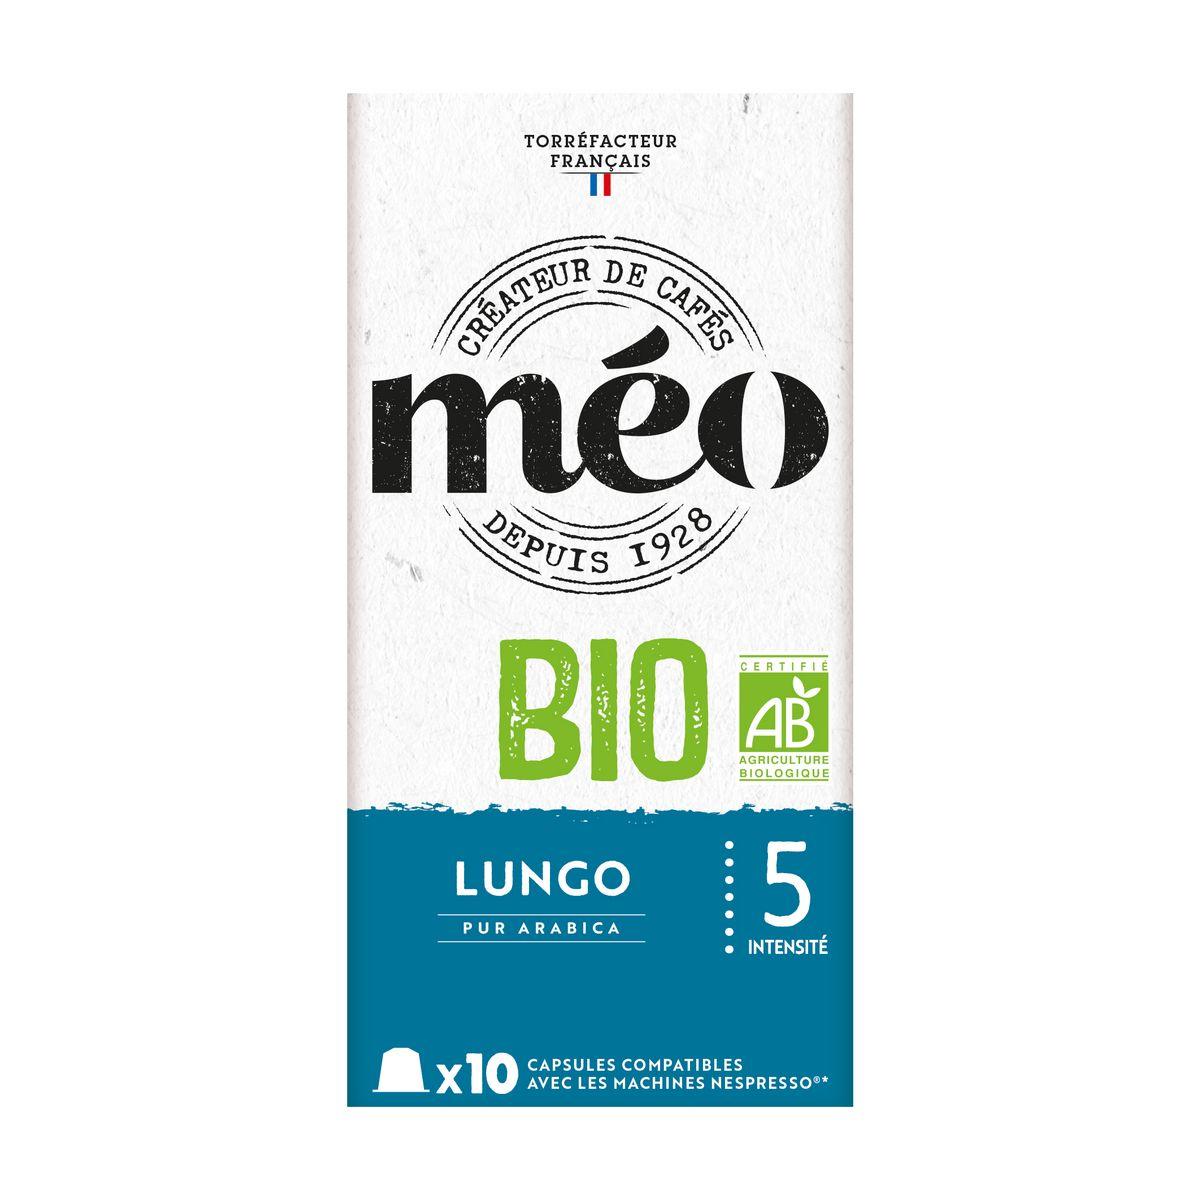 TORRÉFACTEUR
FRANÇAIS
CRÉATEUR DE CAFÉS
méo
DEPUIS 1928
BIO
CERTIFIÉ
AB
AGRICULTURE
BIOLOGIQUE
LUNGO
PUR ARABICA
5
INTENSITÉ
x10
CAPSULES COMPATIBLES
AVEC LES MACHINES NESPRESSO®*